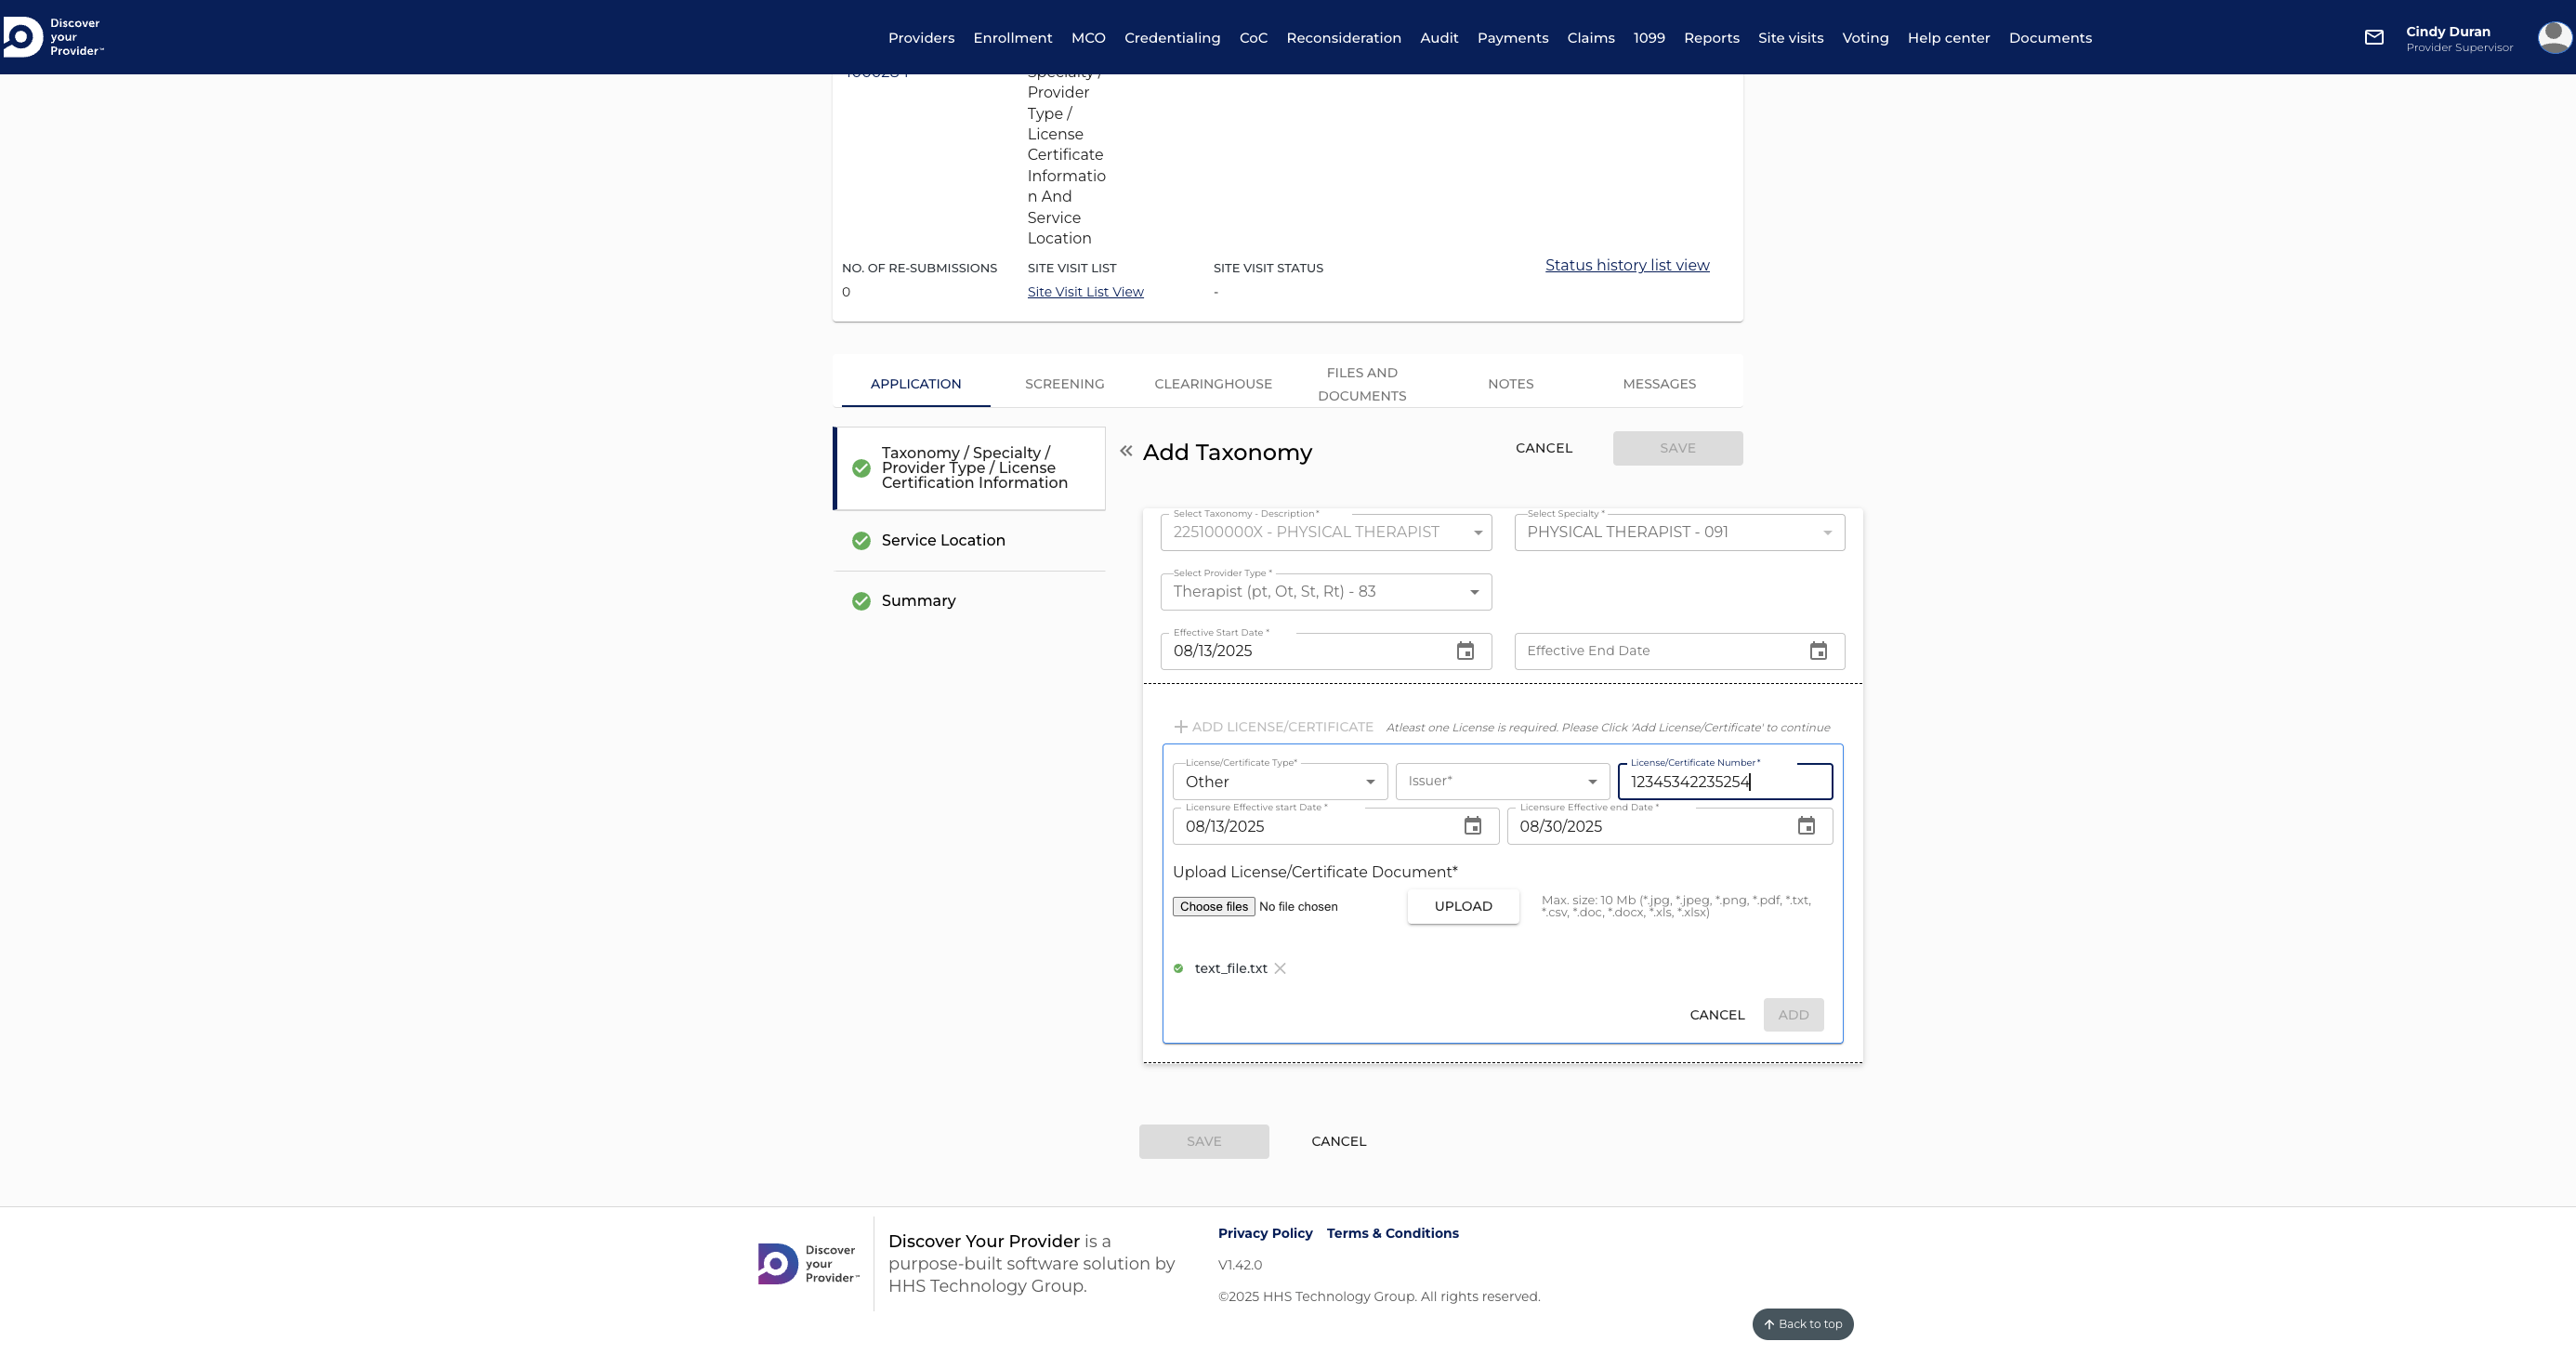 Discover
your
Provider™
Providers Enrollment MCO Credentialing CoC Reconsideration Audit Payments Claims 1099 Reports Site visits Voting Help center Documents
Cindy Duran
Provider Supervisor
Provider
Type /
License
Certificate
Informatio
n And
Service
Location
NO. OF RE-SUBMISSIONS SITE VISIT LIST SITE VISIT STATUS Status history list view
0 Site Visit List View -
APPLICATION SCREENING CLEARINGHOUSE FILES AND DOCUMENTS NOTES MESSAGES
Taxonomy / Specialty /
Provider Type / License
Certification Information
Service Location
Summary
Add Taxonomy CANCEL SAVE
Select Taxonomy - Description* Select Specialty *
225100000X - PHYSICAL THERAPIST PHYSICAL THERAPIST - 091
Select Provider Type *
Therapist (pt, Ot, St, Rt) - 83
Effective Start Date *
08/13/2025 Effective End Date
ADD LICENSE/CERTIFICATE Atleast one License is required. Please Click 'Add License/Certificate' to continue
License/Certificate Type* License/Certificate Number*
Other Issuer* 12345342235254
Licensure Effective start Date * Licensure Effective end Date *
08/13/2025 08/30/2025
Upload License/Certificate Document*
Choose files No file chosen UPLOAD Max. size: 10 Mb (*.jpg, *.jpeg, *.png, *.pdf, *.txt,
*.csv, *.doc, *.docx, *.xls, *.xlsx)
text_file.txt
CANCEL ADD
SAVE CANCEL
Discover
your
Provider™
Discover Your Provider is a
purpose-built software solution by
HHS Technology Group.
Privacy Policy Terms & Conditions
V1.42.0
©2025 HHS Technology Group. All rights reserved.
Back to top